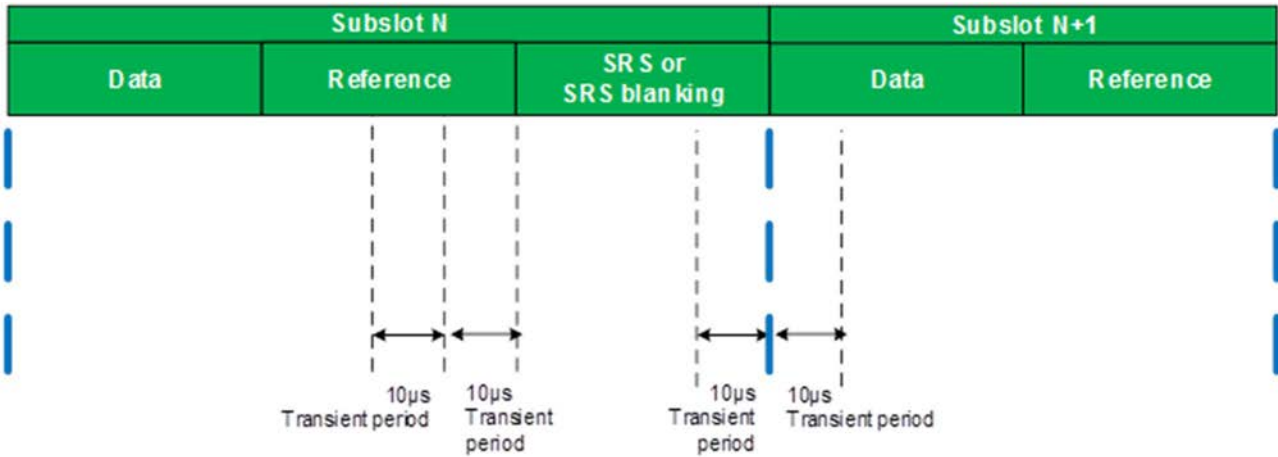 Subslot N
Subslot N+1
Data
Reference
SRS or
SRS blanking
Data
Reference
10µs
Transient period
10µs
Transient
period
10µs
Transient
period
10µs
Transient period